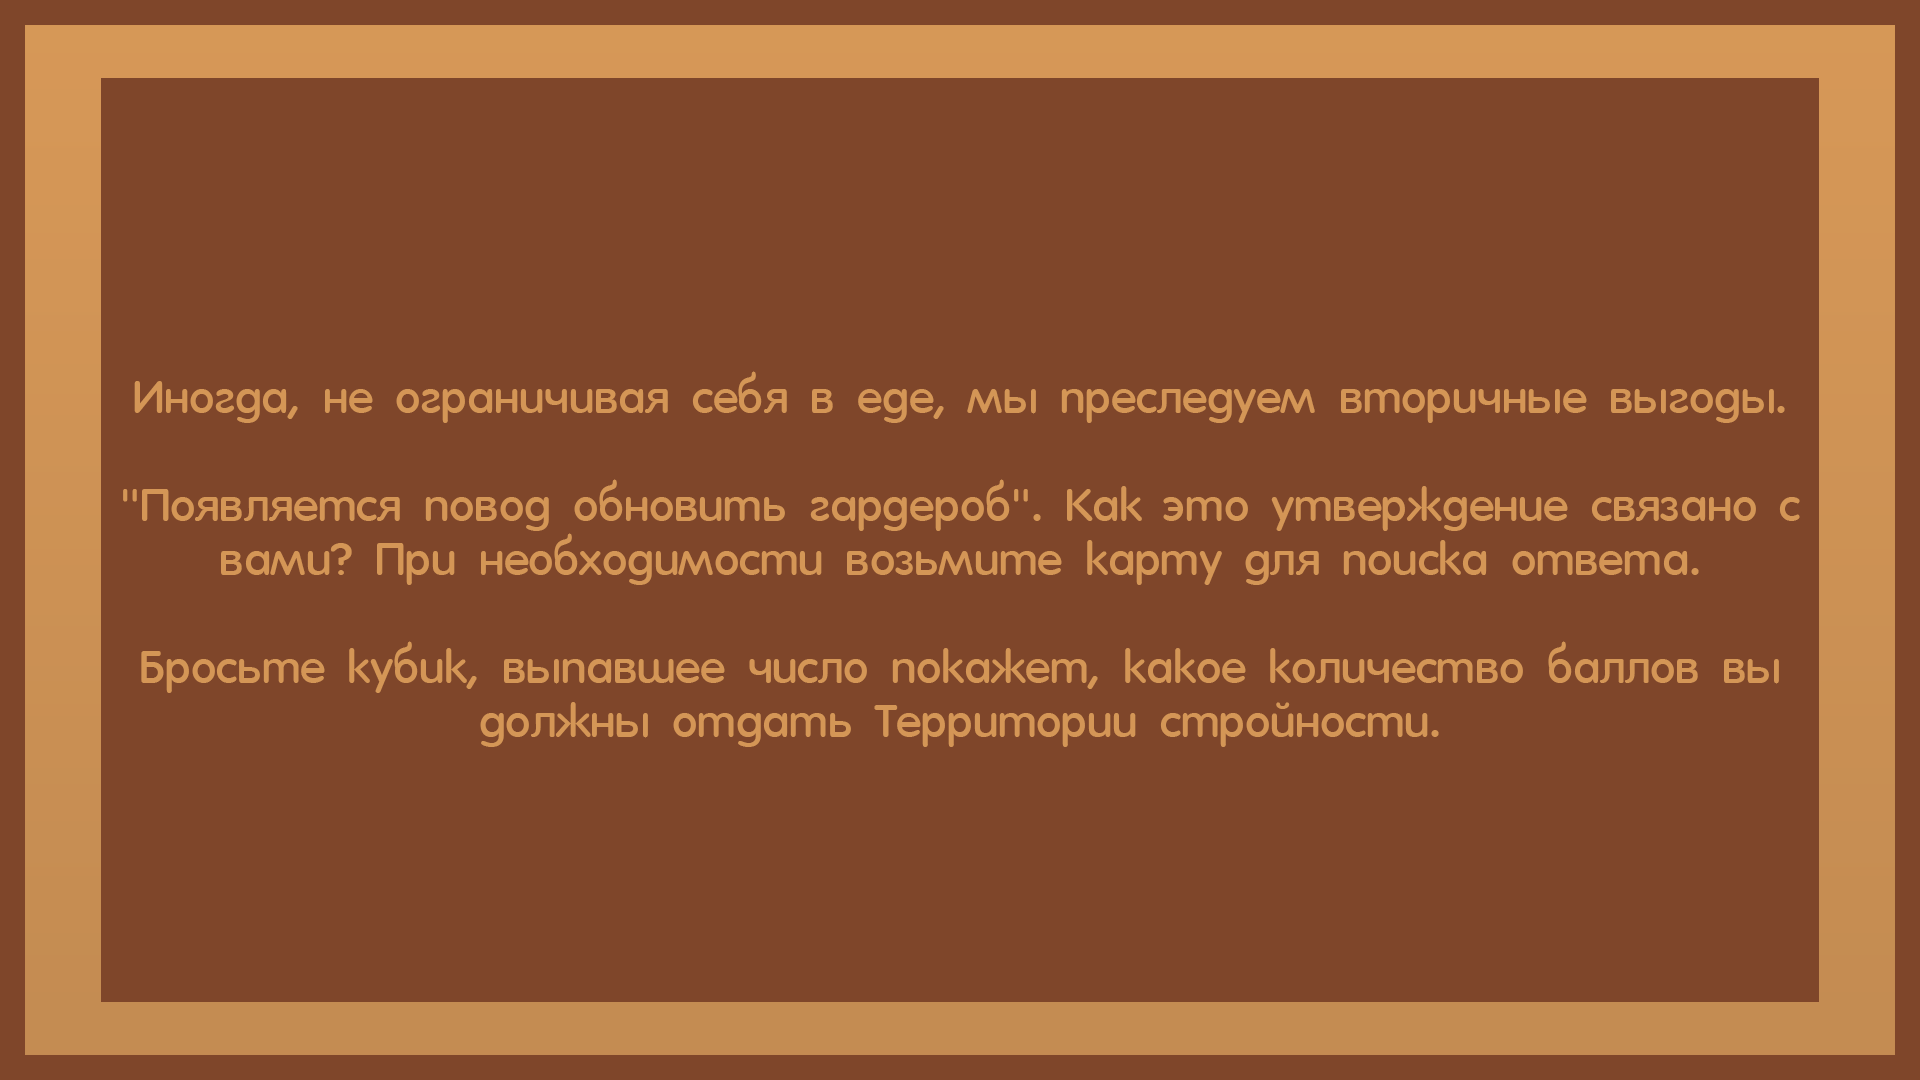 Иногда, не ограничивая себя в еде, мы преследуем вторичные выгоды.
"Появляется повод обновить гардероб". Как это утверждение связано с
вами? При необходимости возьмите карту для поиска ответа.
Бросьте кубик, выпавшее число покажет, какое количество баллов вы
должны отдать Территории стройности.